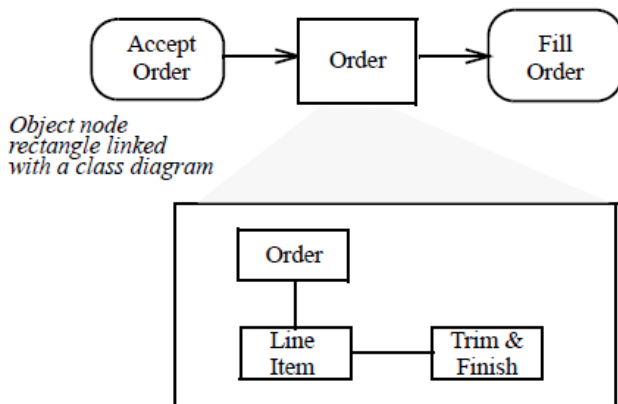 Accept
Order
Order
Fill
Order
Object node
rectangle linked
with a class diagram
Order
Line
Item
Trim &
Finish